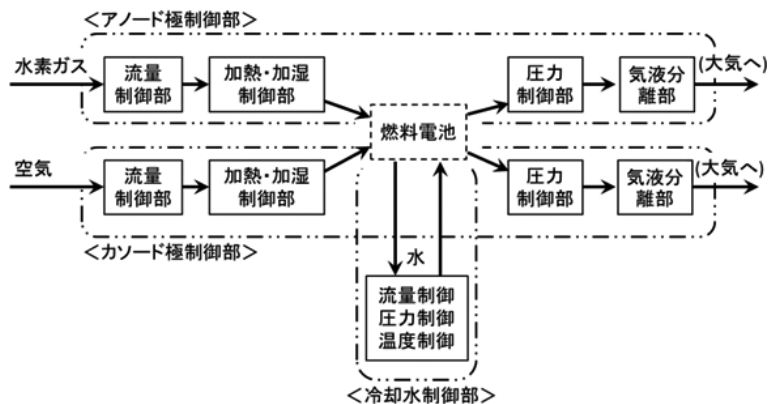 <アノード極制御部>
水素ガス
流量
制御部
加熱・加湿
制御部
圧力
制御部
気液分
離部
(大気へ)
燃料電池
空気
流量
制御部
加熱・加湿
制御部
圧力
制御部
気液分
離部
(大気へ)
<カソード極制御部>
水
流量制御
圧力制御
温度制御
<冷却水制御部>